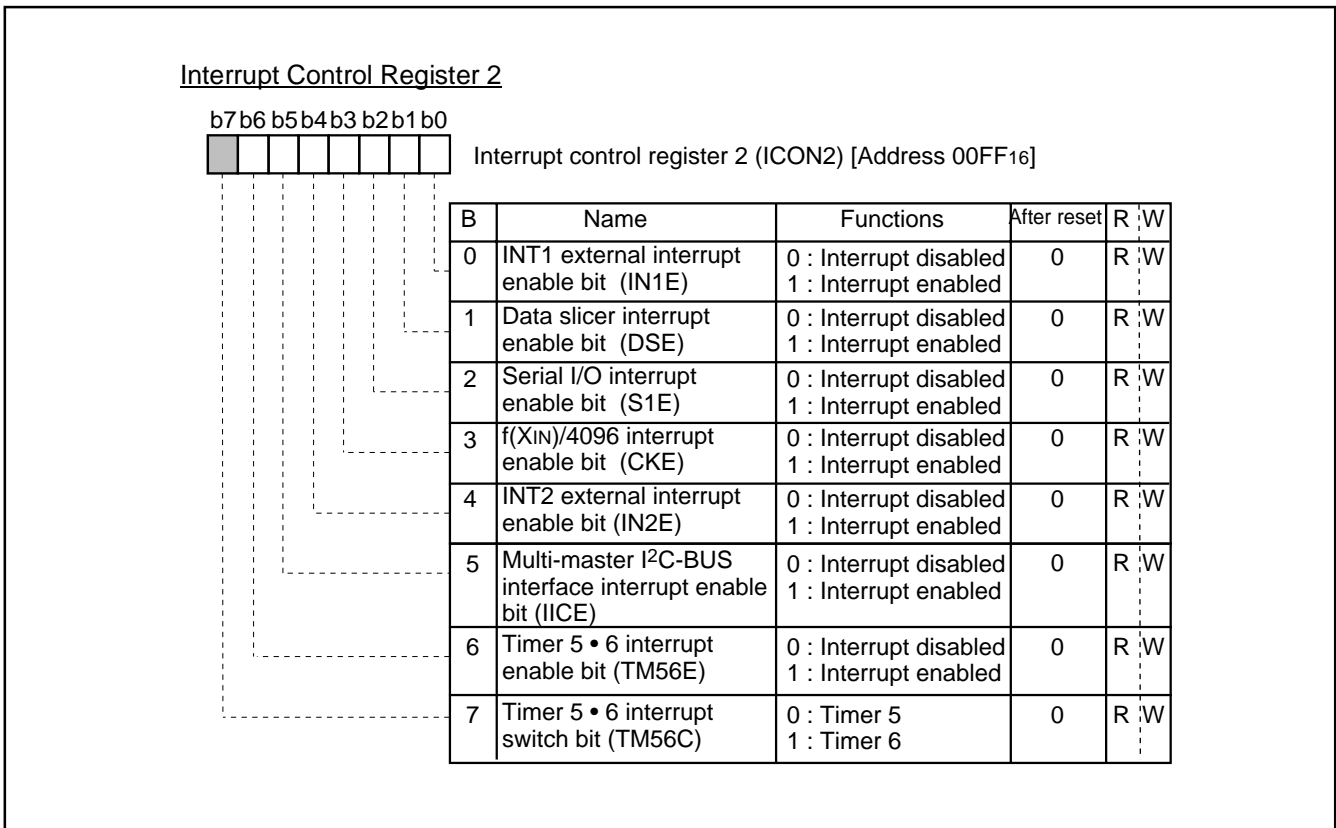 Interrupt Control Register 2
b7 b6 b5 b4 b3 b2 b1 b0
Interrupt control register 2 (ICON2) [Address 00FF16]
B Name Functions After reset R W
0 INT1 external interrupt enable bit (IN1E) 0 : Interrupt disabled 1 : Interrupt enabled 0 R W
1 Data slicer interrupt enable bit (DSE) 0 : Interrupt disabled 1 : Interrupt enabled 0 R W
2 Serial I/O interrupt enable bit (S1E) 0 : Interrupt disabled 1 : Interrupt enabled 0 R W
3 f(XIN)/4096 interrupt enable bit (CKE) 0 : Interrupt disabled 1 : Interrupt enabled 0 R W
4 INT2 external interrupt enable bit (IN2E) 0 : Interrupt disabled 1 : Interrupt enabled 0 R W
5 Multi-master I2C-BUS interface interrupt enable bit (IICE) 0 : Interrupt disabled 1 : Interrupt enabled 0 R W
6 Timer 5 • 6 interrupt enable bit (TM56E) 0 : Interrupt disabled 1 : Interrupt enabled 0 R W
7 Timer 5 • 6 interrupt switch bit (TM56C) 0 : Timer 5 1 : Timer 6 0 R W